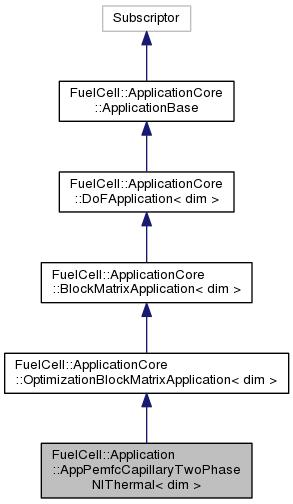 Subscriptor
FuelCell::ApplicationCore
::ApplicationBase
FuelCell::ApplicationCore
::DoFApplication< dim >
FuelCell::ApplicationCore
::BlockMatrixApplication< dim >
FuelCell::ApplicationCore
::OptimizationBlockMatrixApplication< dim >
FuelCell::Application
::AppPemfcCapillaryTwoPhase
NIThermal< dim >